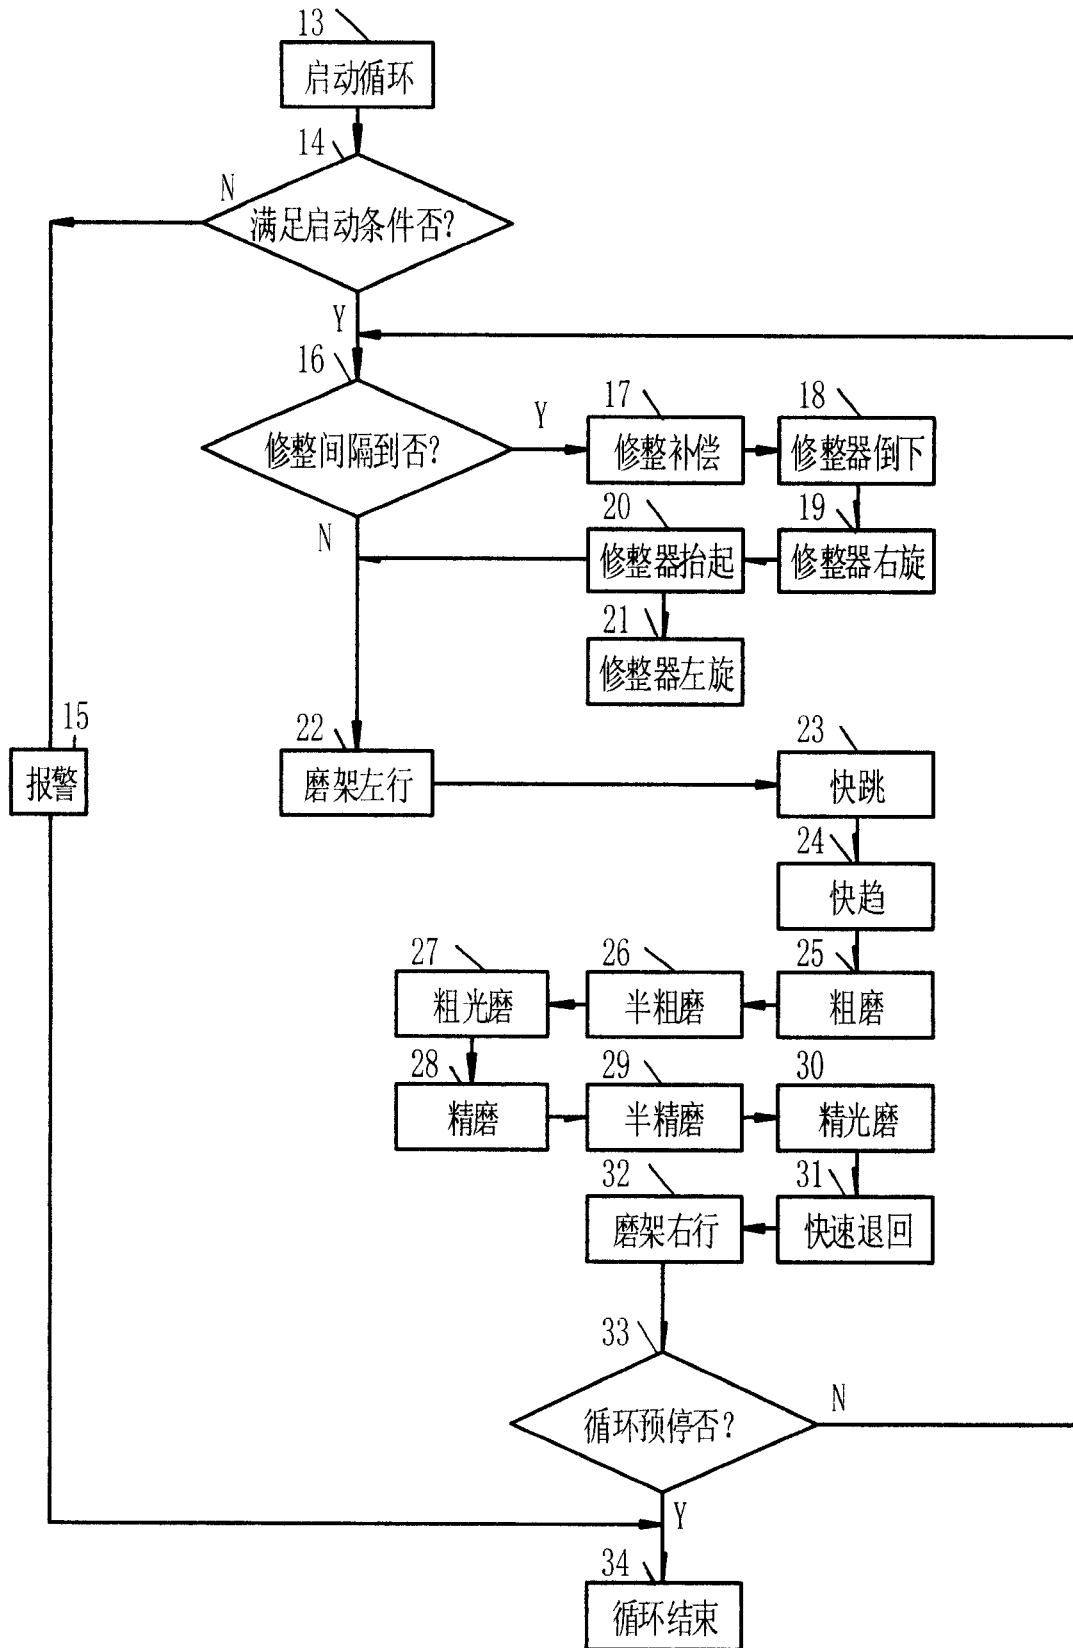 13
启动循环
14
N
满足启动条件否?
Y
16
修整间隔到否?
Y
17
修整补偿
18
修整器倒下
N
20
修整器抬起
19
修整器右旋
21
修整器左旋
15
报警
22
磨架左行
23
快跳
24
快趋
27
粗光磨
26
半粗磨
25
粗磨
28
精磨
29
半精磨
30
精光磨
32
磨架右行
31
快速退回
33
循环预停否?
N
Y
34
循环结束